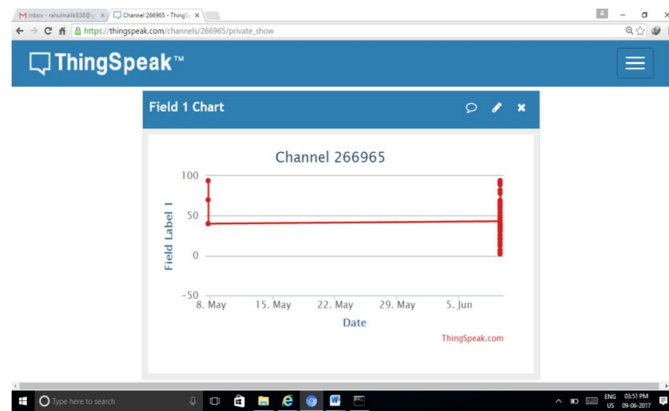 Inbox - rahulmalik838@g
Channel 266965 - ThingS
https://thingspeak.com/channels/266965/private_show
ThingSpeak™
Field 1 Chart
Channel 266965
Field Label 1
100
50
0
-50
8. May 15. May 22. May 29. May 5. Jun
Date
ThingSpeak.com
Type here to search
ENG 03:51 PM
US 09-06-2017